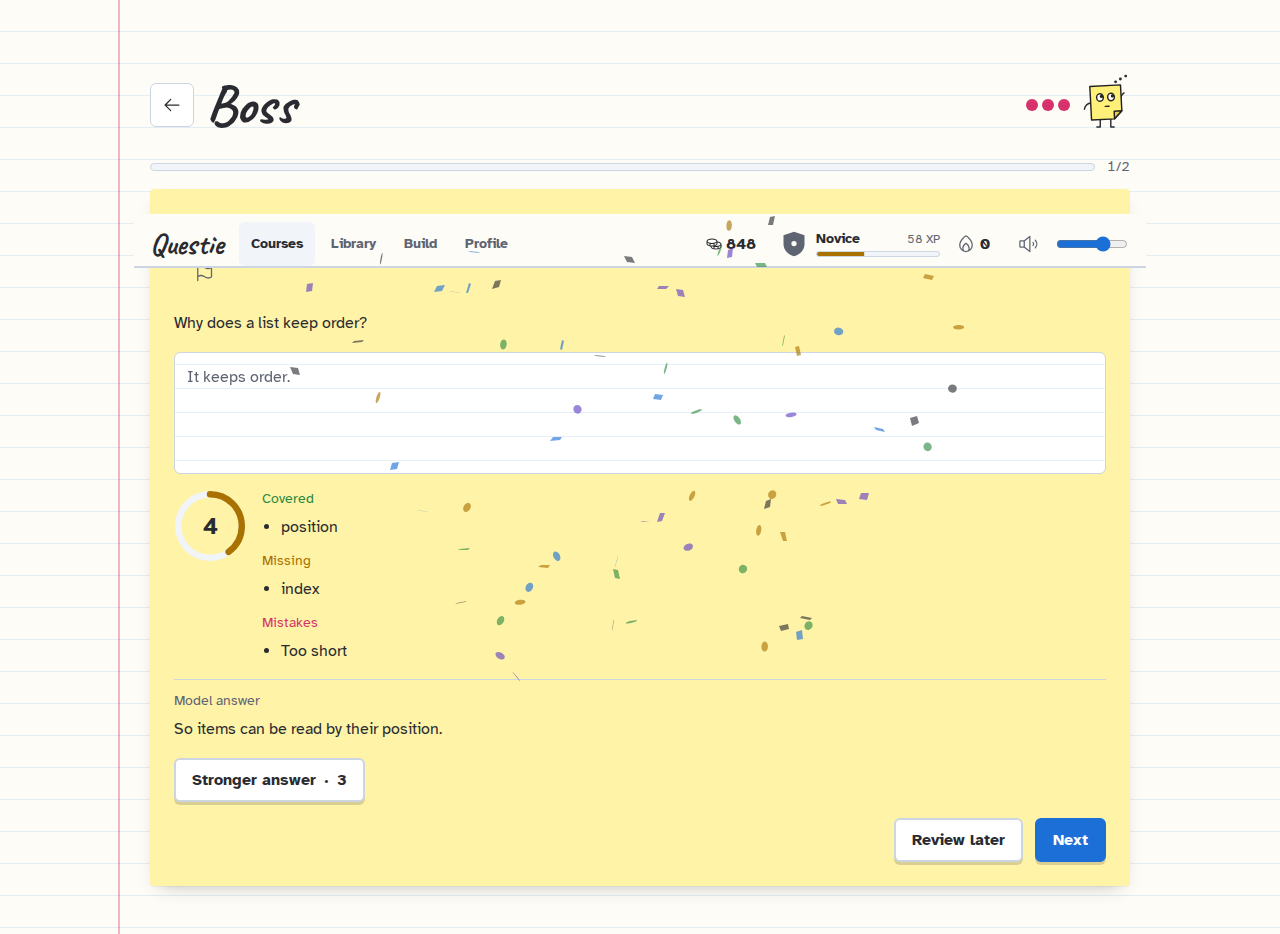 Boss
1/2
Questie Courses Library Build Profile 848 Novice 58 XP 0
Why does a list keep order?
It keeps order.
4
Covered
• position
Missing
• index
Mistakes
• Too short
Model answer
So items can be read by their position.
Stronger answer · 3
Review later Next